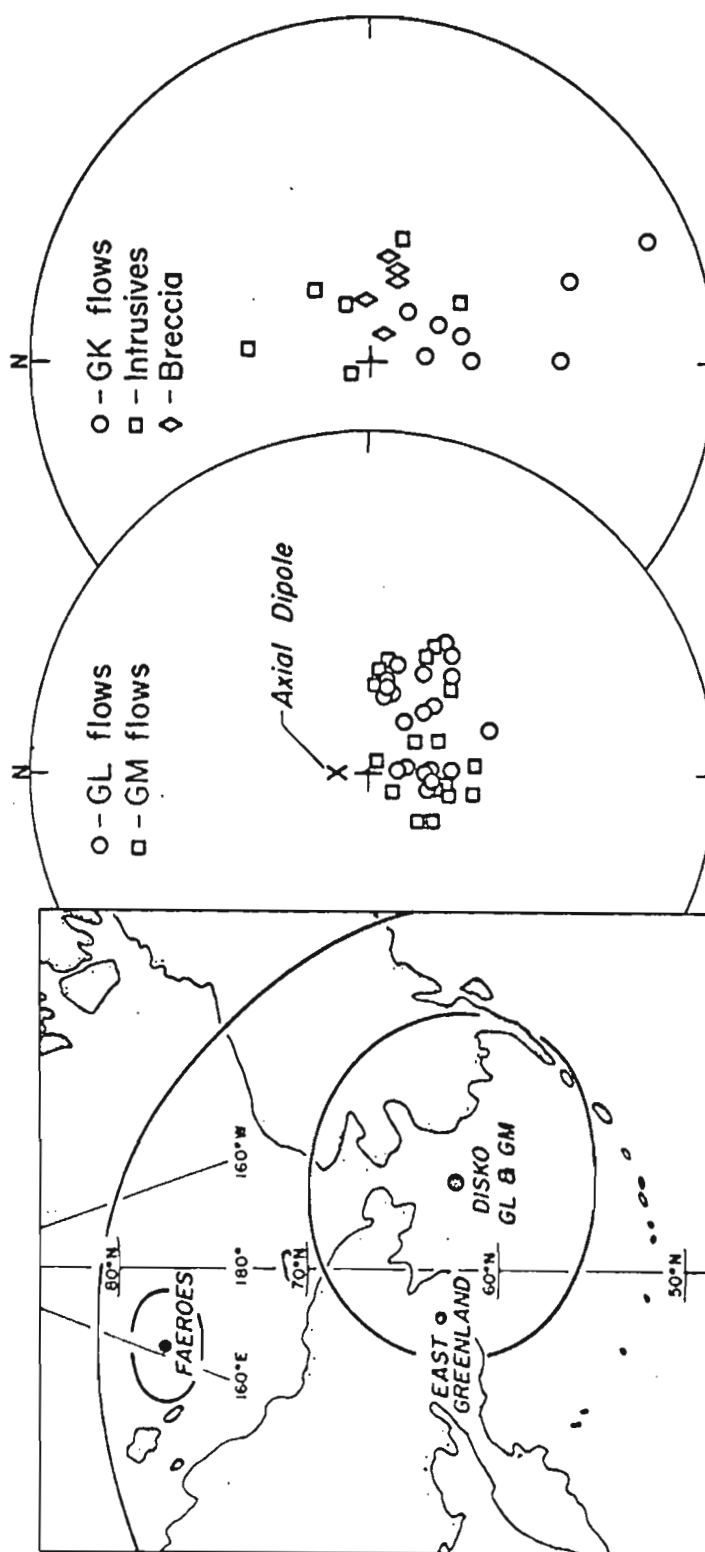 80°N
FAEROES
160°E
180°
160°W
70°N
DISKO
GL & GM
EAST
GREENLAND
60°N
50°N
N
O - GL flows
□ - GM flows
Axial Dipole
X
N
O - GK flows
□ - Intrusives
◇ - Breccia